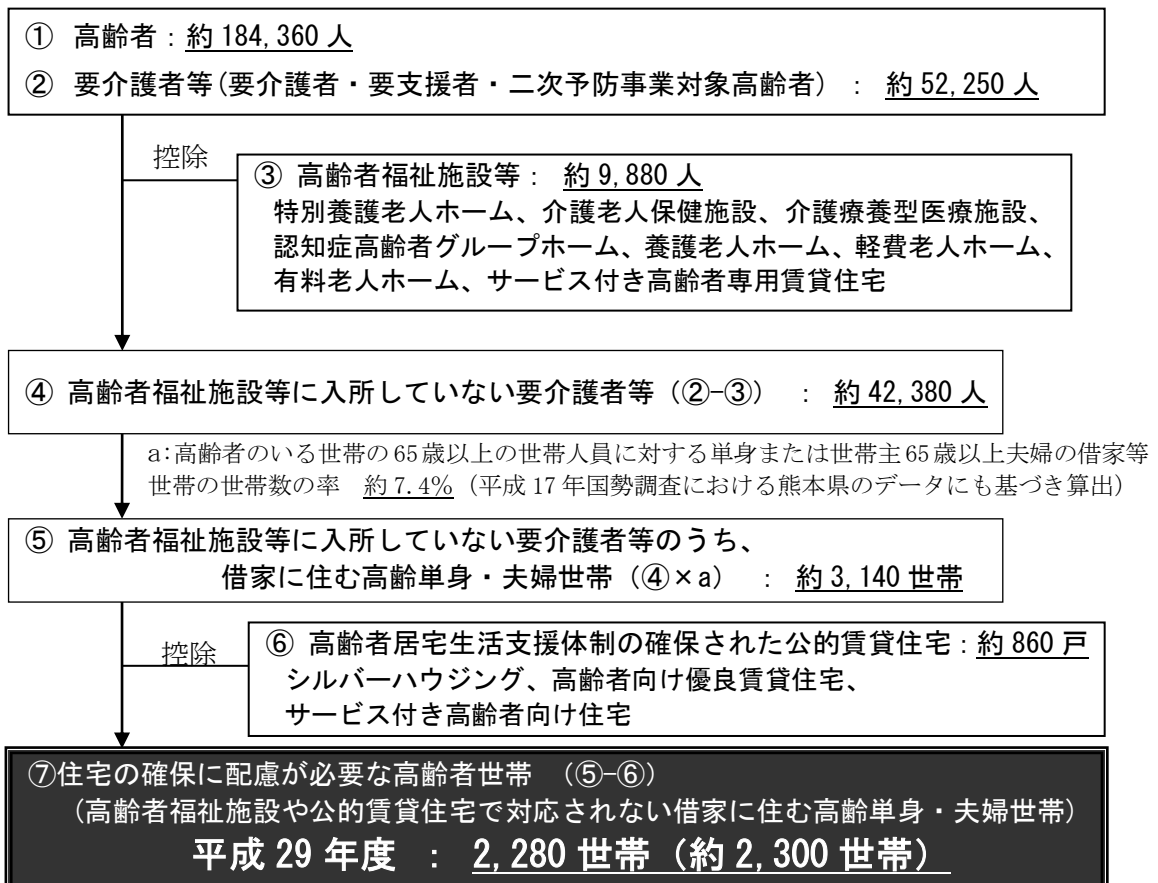 ① 高齢者：約 184,360 人
② 要介護者等(要介護者・要支援者・二次予防事業対象高齢者) ： 約 52,250 人
控除
③ 高齢者福祉施設等： 約 9,880 人
特別養護老人ホーム、介護老人保健施設、介護療養型医療施設、
認知症高齢者グループホーム、養護老人ホーム、軽費老人ホーム、
有料老人ホーム、サービス付き高齢者専用賃貸住宅
④ 高齢者福祉施設等に入所していない要介護者等（②-③） ： 約 42,380 人
a：高齢者のいる世帯の 65 歳以上の世帯人員に対する単身または世帯主 65 歳以上夫婦の借家等
世帯の世帯数の率 約 7.4%（平成 17 年国勢調査における熊本県のデータにも基づき算出）
⑤ 高齢者福祉施設等に入所していない要介護者等のうち、
借家に住む高齢単身・夫婦世帯（④×a） ： 約 3,140 世帯
控除
⑥ 高齢者居宅生活支援体制の確保された公的賃貸住宅：約 860 戸
シルバーハウジング、高齢者向け優良賃貸住宅、
サービス付き高齢者向け住宅
⑦住宅の確保に配慮が必要な高齢者世帯 （⑤-⑥）
（高齢者福祉施設や公的賃貸住宅で対応されない借家に住む高齢単身・夫婦世帯）
平成 29 年度 ： 2,280 世帯（約 2,300 世帯）